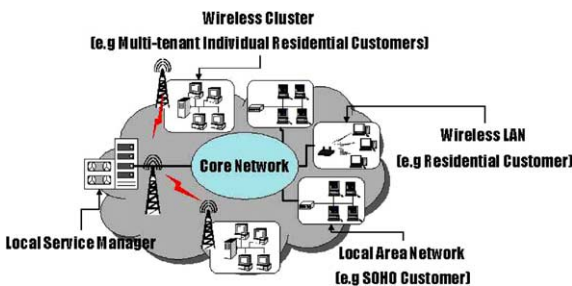 Wireless Cluster
(e.g Multi-tenant Individual Residential Customers)
Core Network
Wireless LAN
(e.g Residential Customer)
Local Service Manager
Local Area Network
(e.g SOHO Customer)